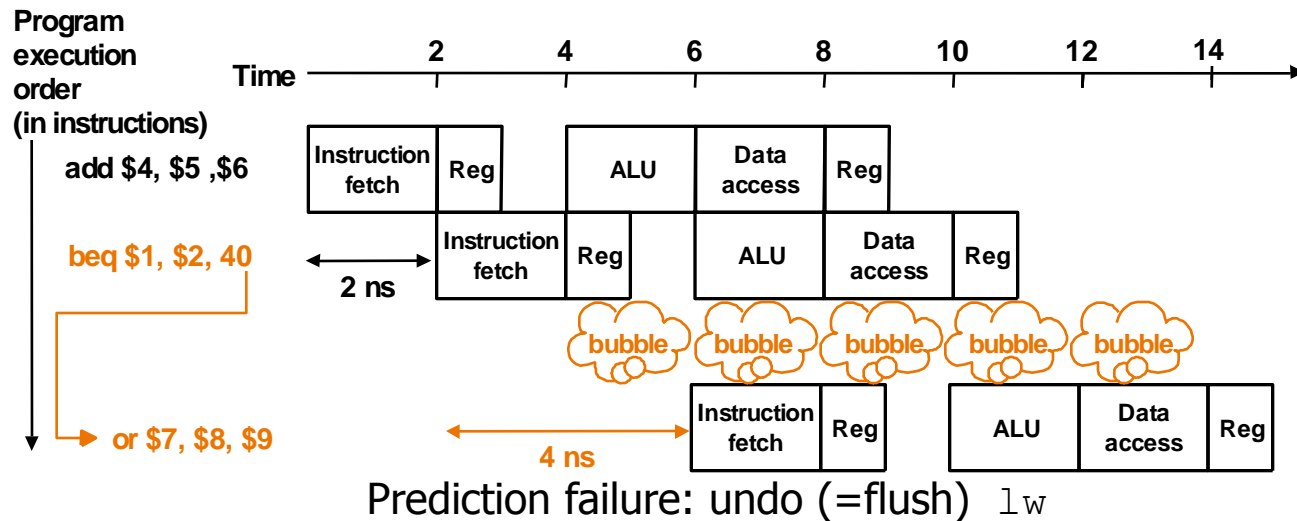 Program
execution
order
(in instructions)
Time
2 4 6 8 10 12 14
add $4, $5 ,$6
Instruction
fetch
Reg
ALU
Data
access
Reg
beq $1, $2, 40
2 ns
Instruction
fetch
Reg
ALU
Data
access
Reg
bubble bubble bubble bubble bubble
or $7, $8, $9
4 ns
Instruction
fetch
Reg
ALU
Data
access
Reg
Prediction failure: undo (=flush) lw